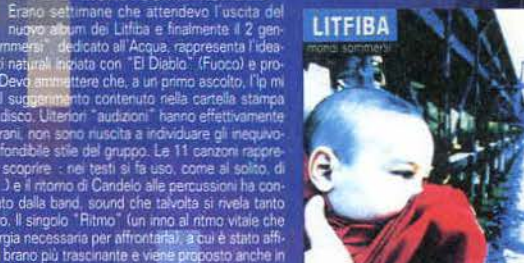 Erano settimane che attendevo l'uscita del
nuovo album dei Litfiba e finalmente il 2 gen-
mmersi", dedicato all'Acqua, rappresenta l'idea-
ti naturali iniziata con "El Diablo" (Fuoco) e pro-
Devo ammettere che, a un primo ascolto, l'lp mi
l suggerimento contenuto nella cartella stampa
disco. Ulteriori "audizioni" hanno effettivamente
rani, non sono riuscita a individuare gli inequivo-
fondibile stile del gruppo. Le 11 canzoni rappre-
scoprire : nei testi si fa uso, come al solito, di
.) e il ritorno di Candelo alle percussioni ha con-
ato dalla band, sound che talvolta si rivela tanto
o. Il singolo "Ritmo" (un inno al ritmo vitale che
rgia necessaria per affrontarla), a cui è stato affi-
brano più trascinante e viene proposto anche in
LITFIBA
mondi sommersi